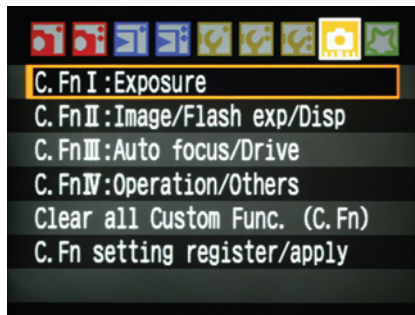 C.Fn I :Exposure
C.Fn II :Image/Flash exp/Disp
C.Fn III :Auto focus/Drive
C.Fn IV :Operation/Others
Clear all Custom Func. (C.Fn)
C.Fn setting register/apply